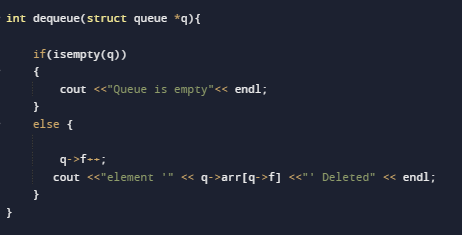 int dequeue(struct queue *q){
if(isempty(q))
{
cout <<"Queue is empty"<< endl;
}
else {
q->f++;
cout <<"element '" << q->arr[q->f] <<"' Deleted" << endl;
}
}